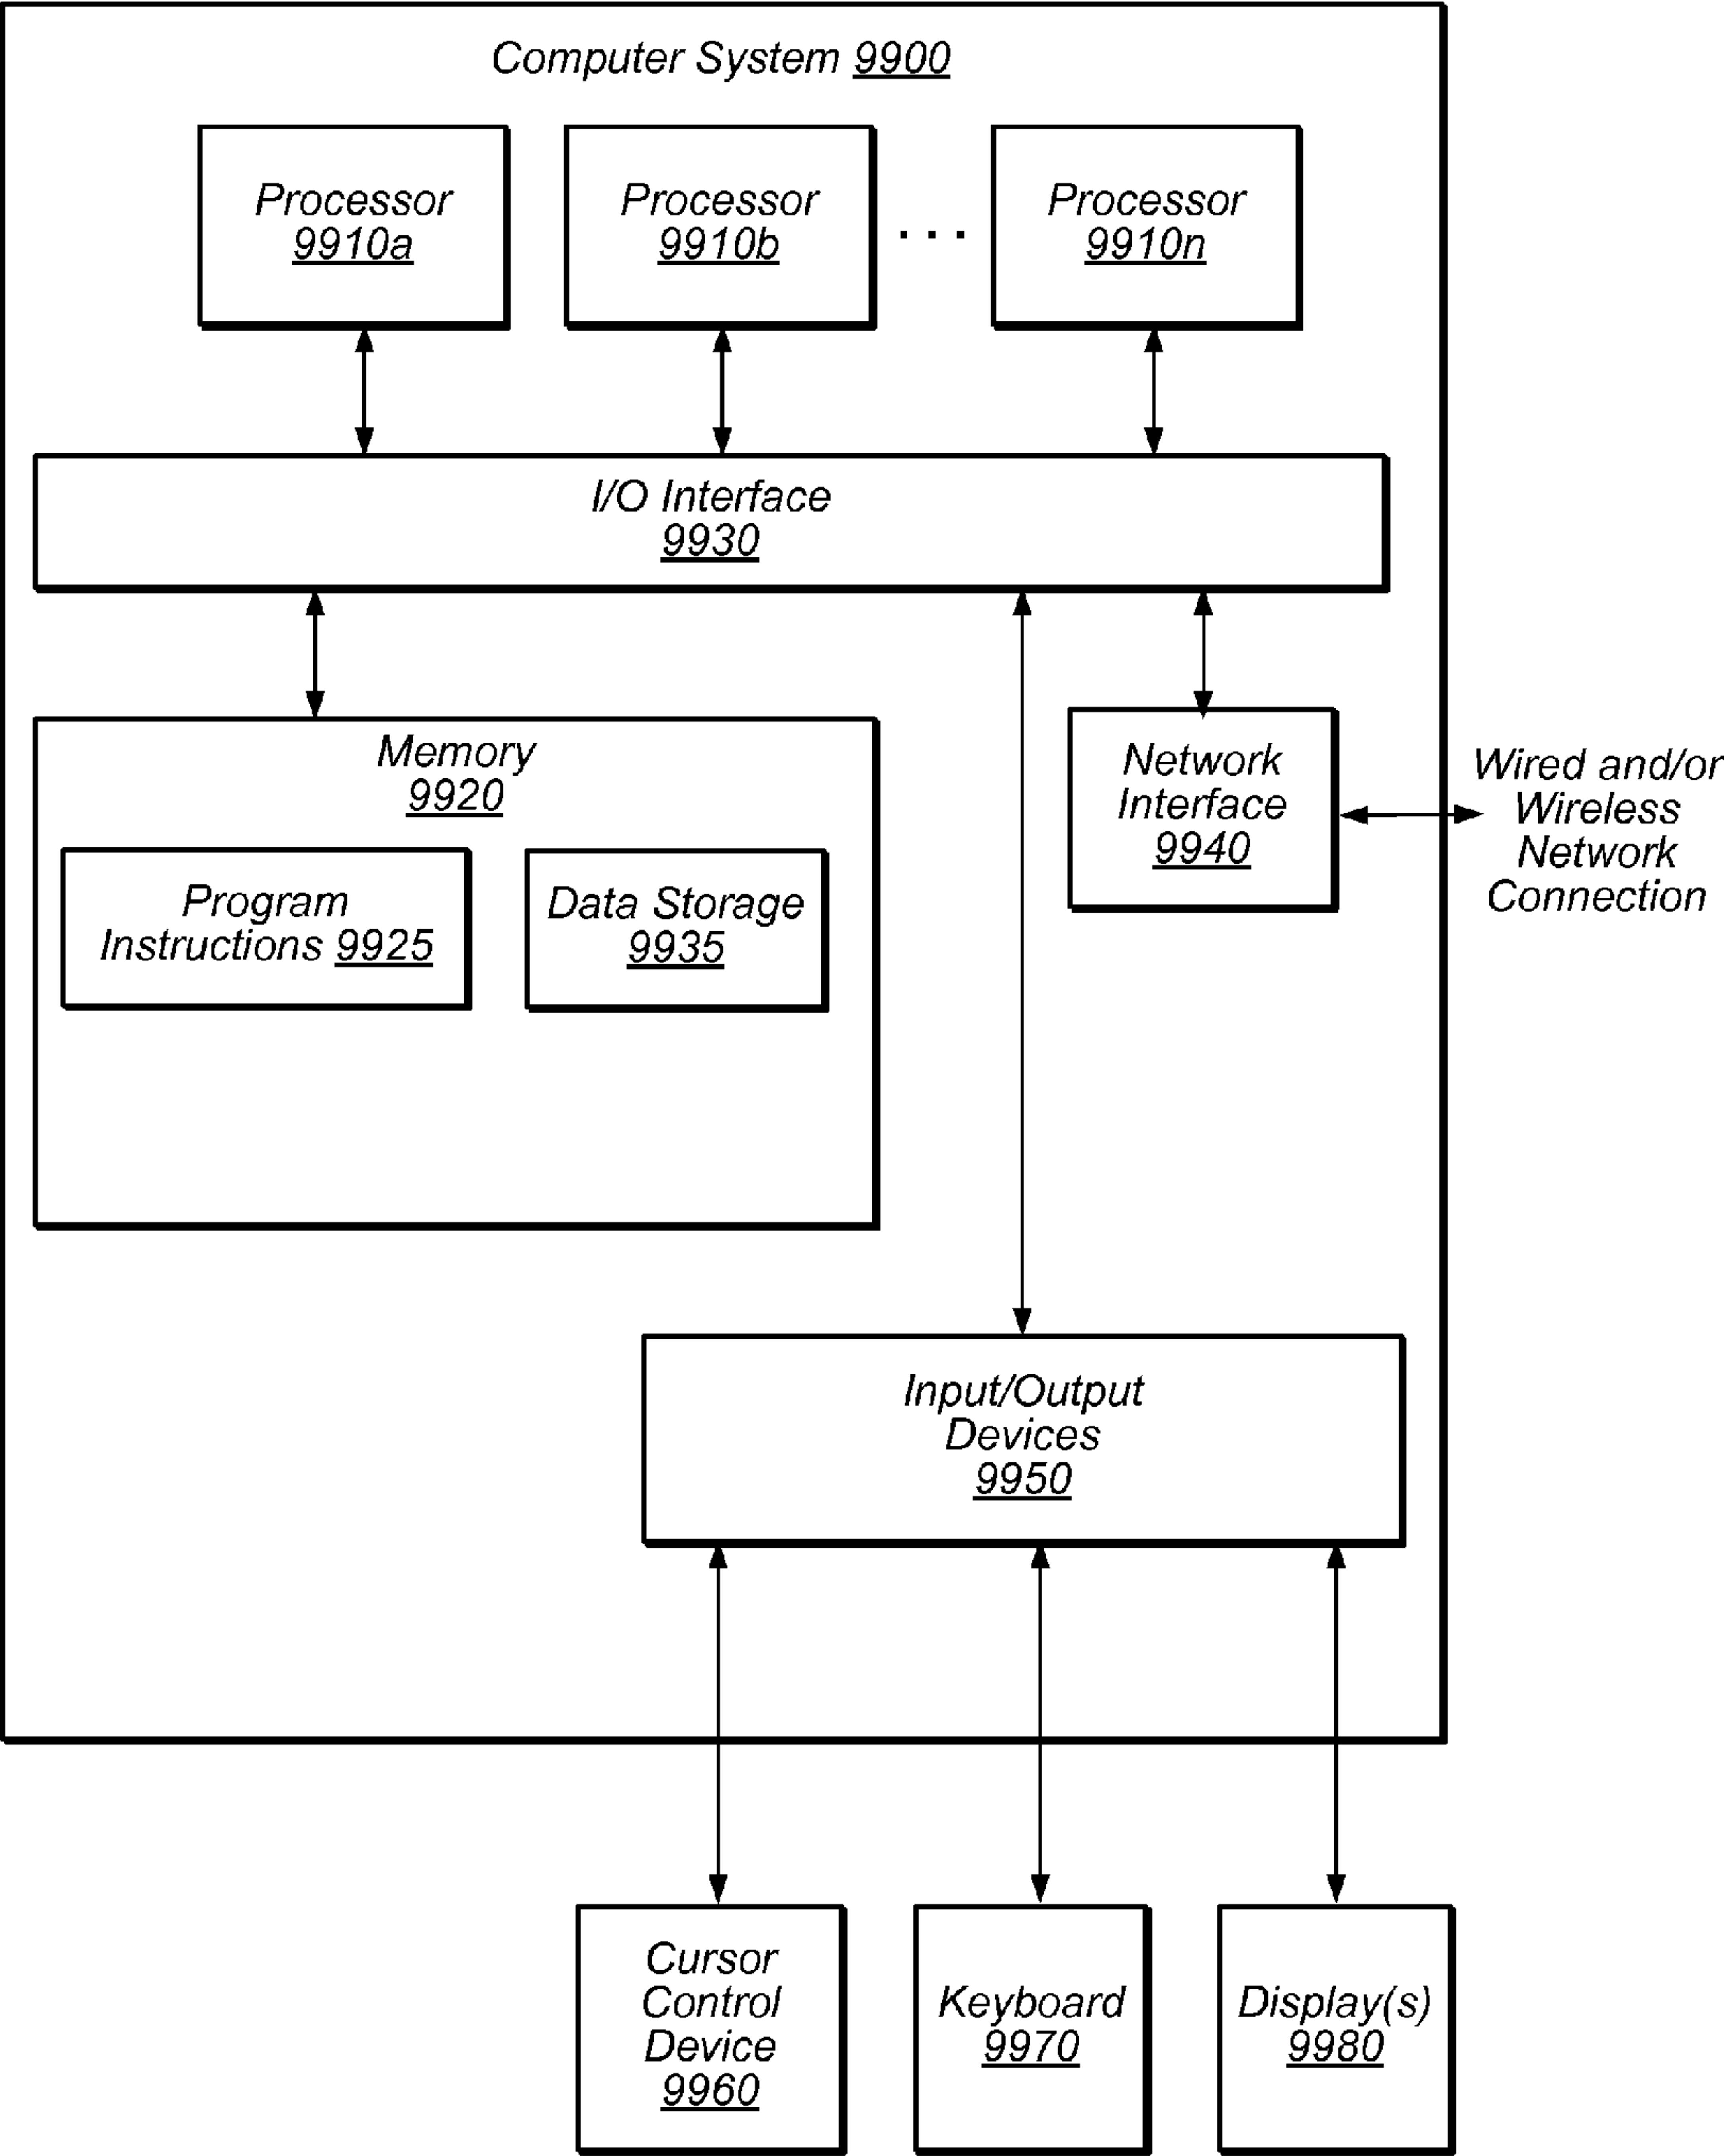 Computer System 9900
Processor
9910a
Processor
9910b
. . .
Processor
9910n
I/O Interface
9930
Memory
9920
Program
Instructions 9925
Data Storage
9935
Network
Interface
9940
Wired and/or
Wireless
Network
Connection
Input/Output
Devices
9950
Cursor
Control
Device
9960
Keyboard
9970
Display(s)
9980